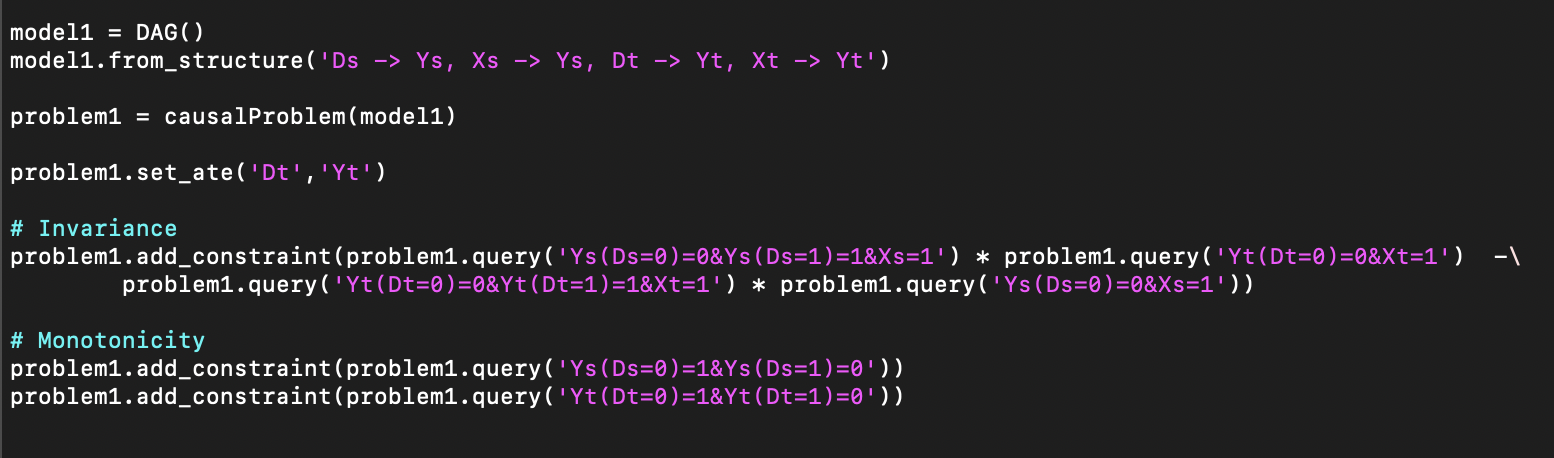 model1 = DAG()
model1.from_structure('Ds -> Ys, Xs -> Ys, Dt -> Yt, Xt -> Yt')
problem1 = causalProblem(model1)
problem1.set_ate('Dt','Yt')
# Invariance
problem1.add_constraint(problem1.query('Ys(Ds=0)=0&Ys(Ds=1)=1&Xs=1') * problem1.query('Yt(Dt=0)=0&Xt=1')  -\
        problem1.query('Yt(Dt=0)=0&Yt(Dt=1)=1&Xt=1') * problem1.query('Ys(Ds=0)=0&Xs=1'))
# Monotonicity
problem1.add_constraint(problem1.query('Ys(Ds=0)=1&Ys(Ds=1)=0'))
problem1.add_constraint(problem1.query('Yt(Dt=0)=1&Yt(Dt=1)=0'))